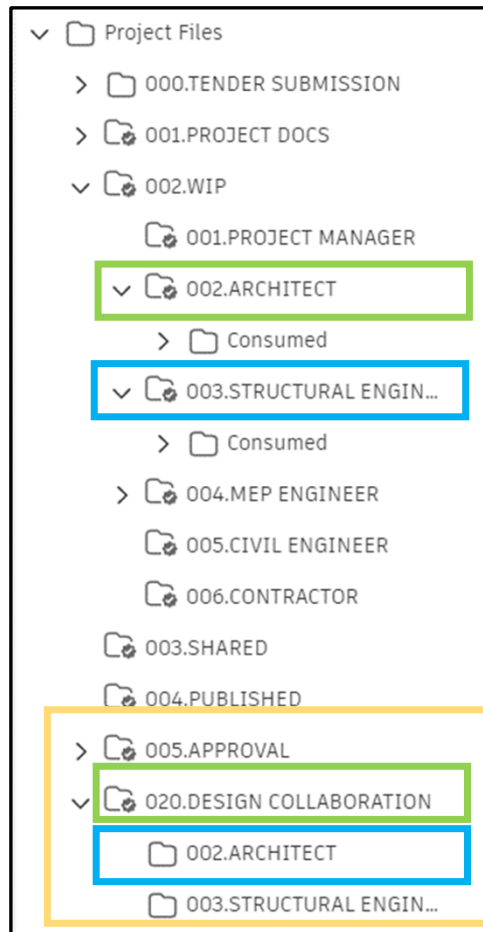 Project Files
000.TENDER SUBMISSION
001.PROJECT DOCS
002.WIP
001.PROJECT MANAGER
002.ARCHITECT
Consumed
003.STRUCTURAL ENGIN...
Consumed
004.MEP ENGINEER
005.CIVIL ENGINEER
006.CONTRACTOR
003.SHARED
004.PUBLISHED
005.APPROVAL
020.DESIGN COLLABORATION
002.ARCHITECT
003.STRUCTURAL ENGIN...